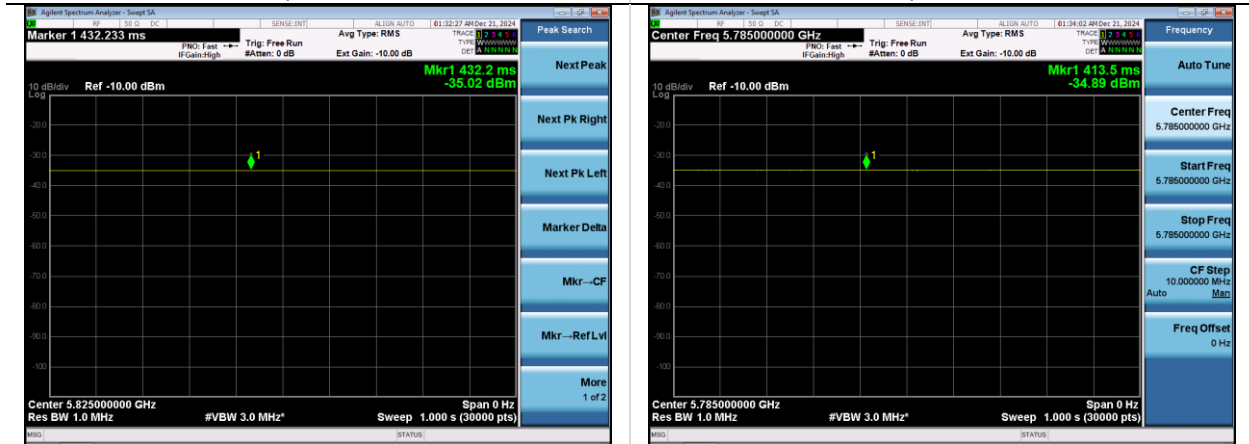 Agilent Spectrum Analyzer - Swept SA
RF 50 Ω DC SENSE:INT ALIGN AUTO 01:32:27 AM Dec 21, 2024
Marker 1 432.233 ms
PNO: Fast
IFGain:High
Trig: Free Run
#Atten: 0 dB
Avg Type: RMS
Ext Gain: -10.00 dB
TRACE 1 2 3 4 5 6
TYPE WWWWWW
DET A N N N N N
Peak Search
Mkr1 432.2 ms
-35.02 dBm
10 dB/div Ref -10.00 dBm
Log
-20.0
-30.0
-40.0
-50.0
-60.0
-70.0
-80.0
-90.0
-100
1
Center 5.825000000 GHz
Span 0 Hz
Res BW 1.0 MHz #VBW 3.0 MHz* Sweep 1.000 s (30000 pts)
MSG STATUS
Next Peak
Next Pk Right
Next Pk Left
Marker Delta
Mkr→CF
Mkr→Ref Lvl
More
1 of 2
Agilent Spectrum Analyzer - Swept SA
RF 50 Ω DC SENSE:INT ALIGN AUTO 01:34:02 AM Dec 21, 2024
Center Freq 5.785000000 GHz
PNO: Fast
IFGain:High
Trig: Free Run
#Atten: 0 dB
Avg Type: RMS
Ext Gain: -10.00 dB
TRACE 1 2 3 4 5 6
TYPE WWWWWW
DET A N N N N N
Frequency
Mkr1 413.5 ms
-34.89 dBm
10 dB/div Ref -10.00 dBm
Log
-20.0
-30.0
-40.0
-50.0
-60.0
-70.0
-80.0
-90.0
-100
1
Center 5.785000000 GHz
Span 0 Hz
Res BW 1.0 MHz #VBW 3.0 MHz* Sweep 1.000 s (30000 pts)
MSG STATUS
Auto Tune
Center Freq
5.785000000 GHz
Start Freq
5.785000000 GHz
Stop Freq
5.785000000 GHz
CF Step
10.000000 MHz
Auto Man
Freq Offset
0 Hz